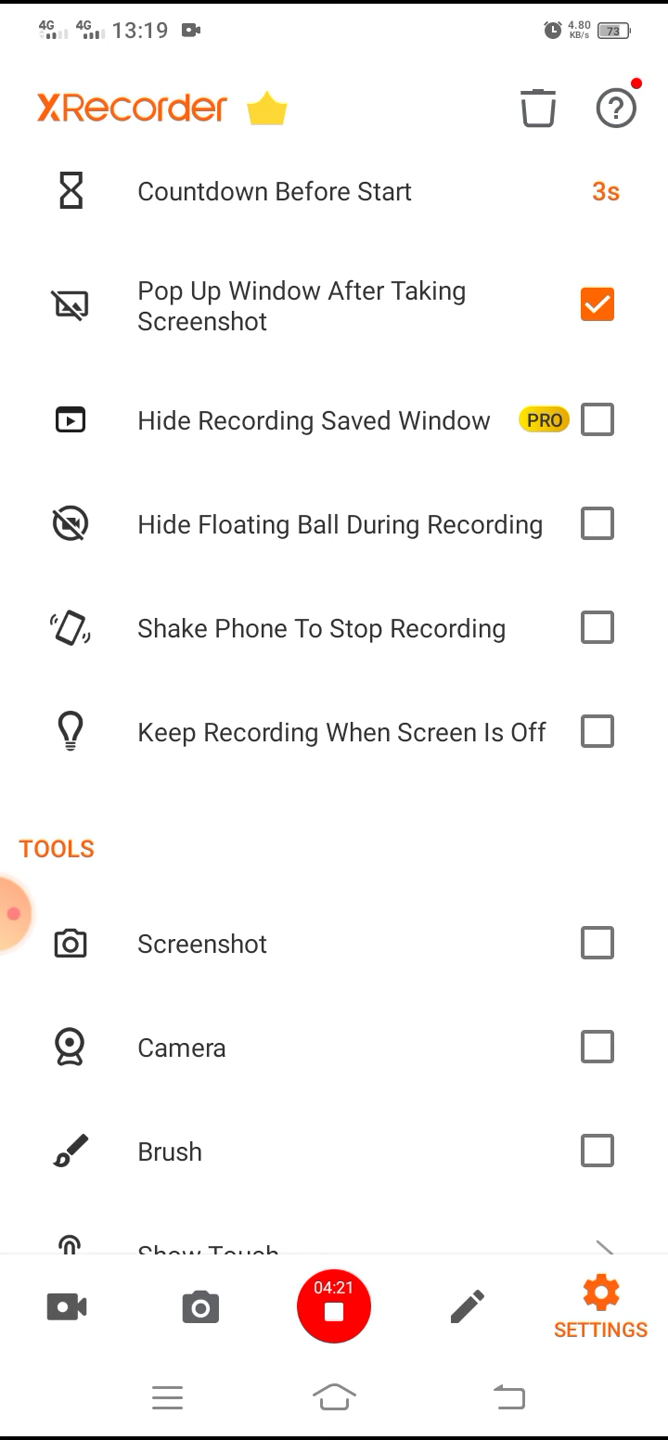 4G 4G 13:19 4.80 KB/s 73
XRecorder
Countdown Before Start 3s
Pop Up Window After Taking
Screenshot
Hide Recording Saved Window PRO
Hide Floating Ball During Recording
Shake Phone To Stop Recording
Keep Recording When Screen Is Off
TOOLS
Screenshot
Camera
Brush
Show Touch
04:21
SETTINGS